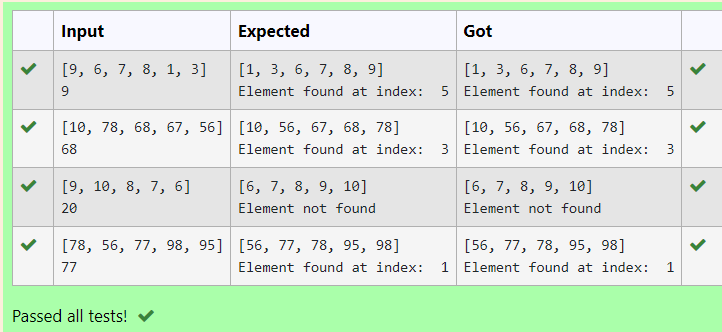 Input Expected Got
[9, 6, 7, 8, 1, 3] [1, 3, 6, 7, 8, 9] [1, 3, 6, 7, 8, 9]
9 Element found at index:  5 Element found at index:  5
[10, 78, 68, 67, 56] [10, 56, 67, 68, 78] [10, 56, 67, 68, 78]
68 Element found at index:  3 Element found at index:  3
[9, 10, 8, 7, 6] [6, 7, 8, 9, 10] [6, 7, 8, 9, 10]
20 Element not found Element not found
[78, 56, 77, 98, 95] [56, 77, 78, 95, 98] [56, 77, 78, 95, 98]
77 Element found at index:  1 Element found at index:  1
Passed all tests!